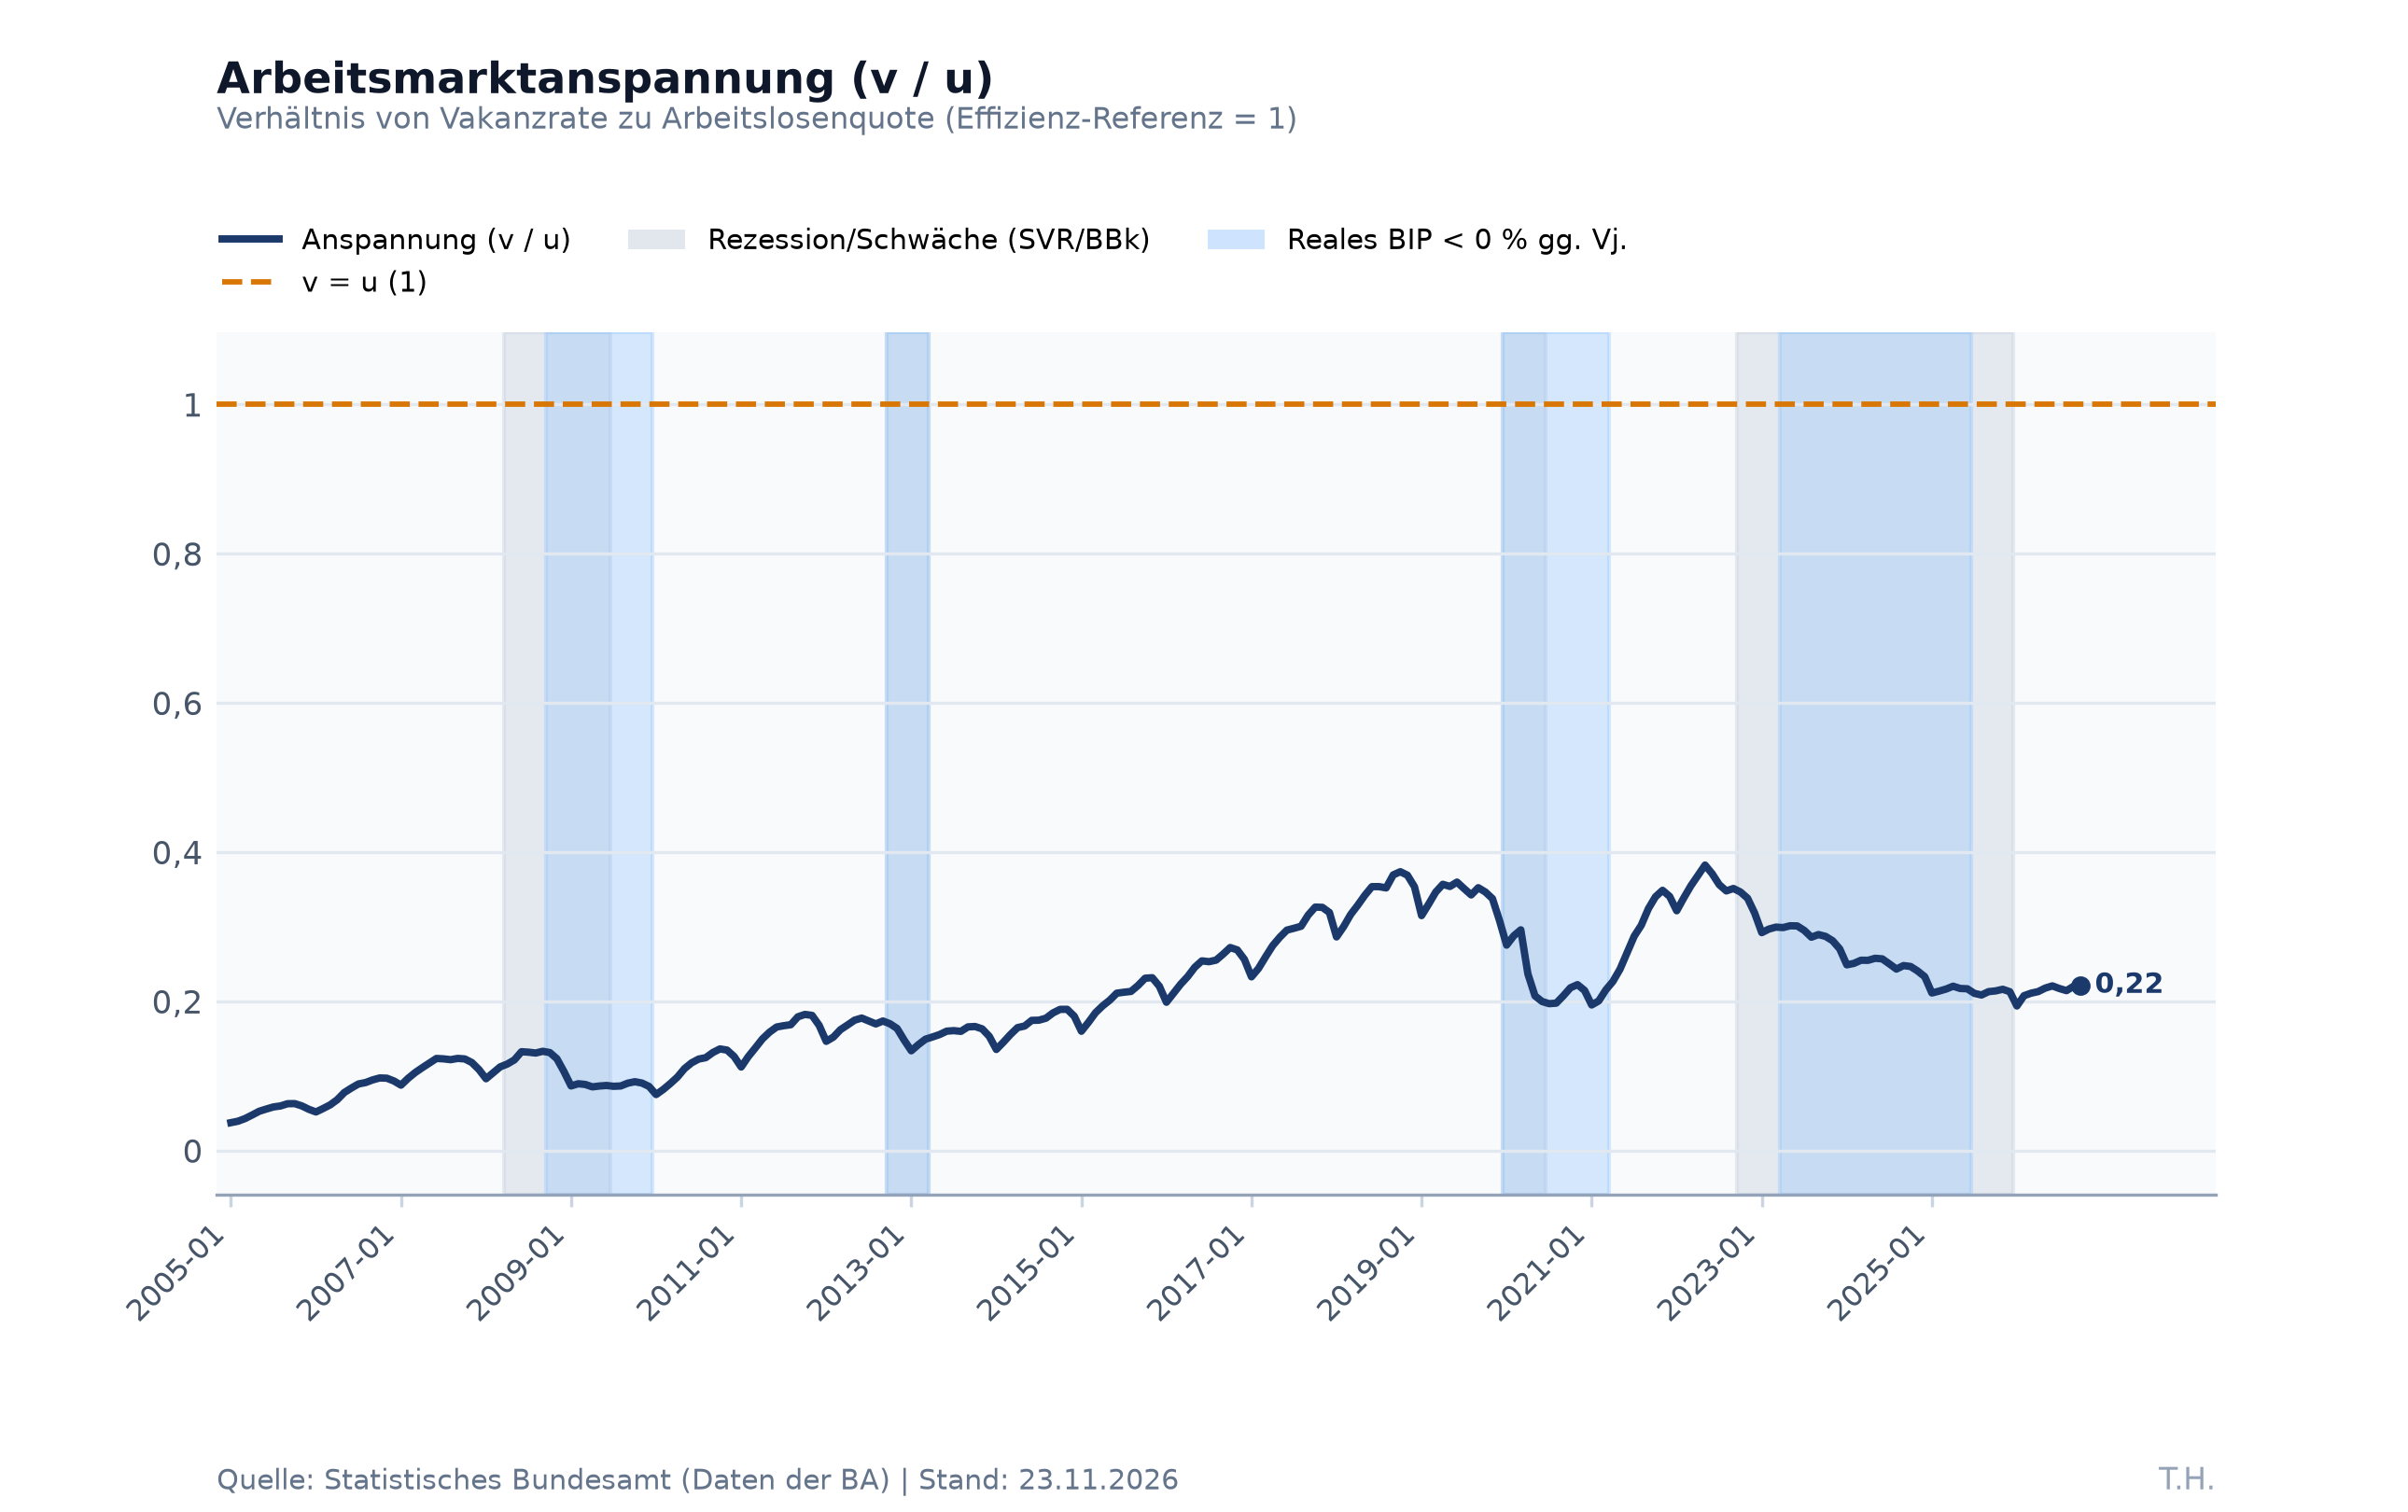 Arbeitsmarktanspannung (v / u)
Verhältnis von Vakanzrate zu Arbeitslosenquote (Effizienz-Referenz = 1)
Anspannung (v / u) Rezession/Schwäche (SVR/BBk) Reales BIP < 0 % gg. Vj.
v = u (1)
1
0,8
0,6
0,4
0,22
0,2
0
2005-01 2007-01 2009-01 2011-01 2013-01 2015-01 2017-01 2019-01 2021-01 2023-01 2025-01
Quelle: Statistisches Bundesamt (Daten der BA) | Stand: 23.11.2026 T.H.